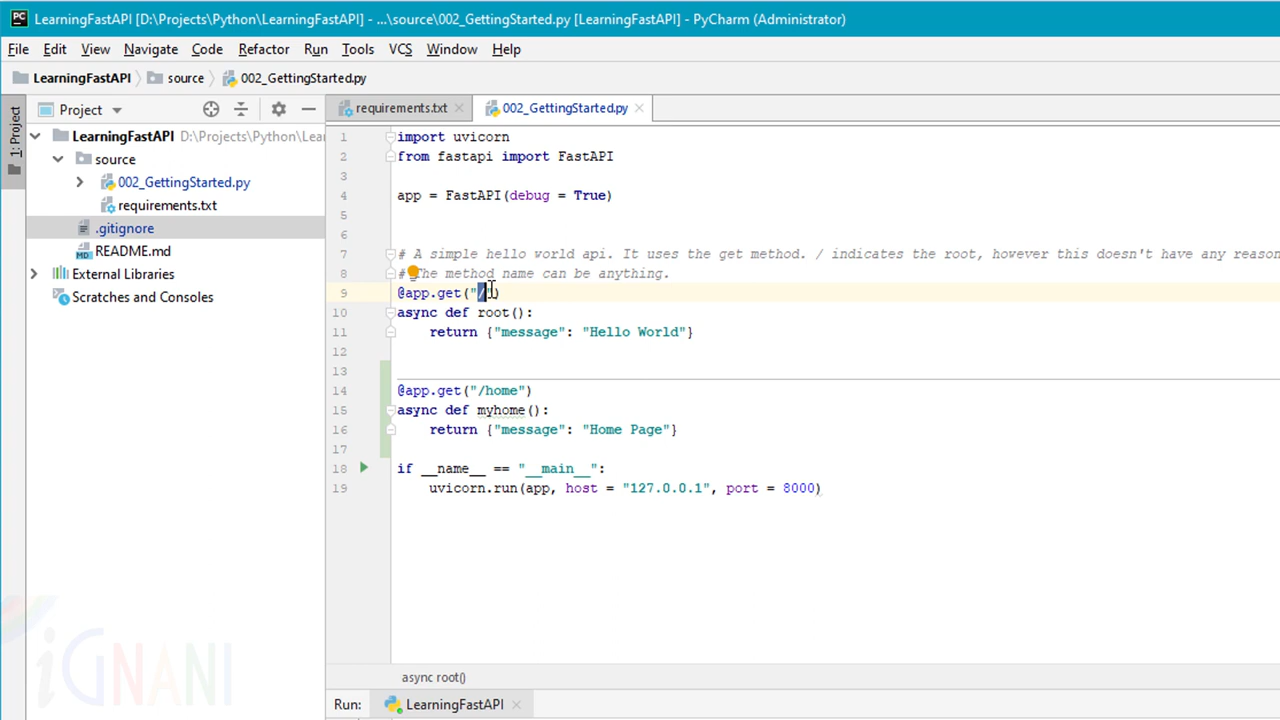 PC LearningFastAPI [D:\Projects\Python\LearningFastAPI] - ...\source\002_GettingStarted.py [LearningFastAPI] - PyCharm (Administrator)
File Edit View Navigate Code Refactor Run Tools VCS Window Help
LearningFastAPI source 002_GettingStarted.py
1: Project
Project
LearningFastAPI D:\Projects\Python\Lear
source
002_GettingStarted.py
requirements.txt
.gitignore
MD README.md
External Libraries
Scratches and Consoles
requirements.txt 002_GettingStarted.py
1 import uvicorn
2 from fastapi import FastAPI
3
4 app = FastAPI(debug = True)
5
6
7 # A simple hello world api. It uses the get method. / indicates the root, however this doesn't have any reason
8 # The method name can be anything.
9 @app.get("/")
10 async def root():
11 return {"message": "Hello World"}
12
13
14 @app.get("/home")
15 async def myhome():
16 return {"message": "Home Page"}
17
18 if __name__ == "__main__":
19 uvicorn.run(app, host = "127.0.0.1", port = 8000)
async root()
Run: LearningFastAPI
iGNANI